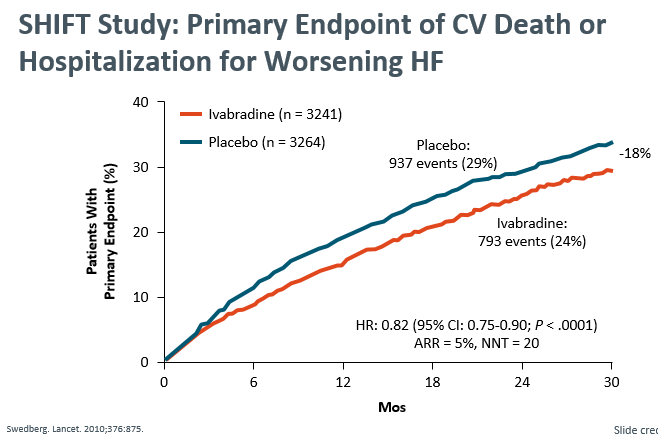 SHIFT Study: Primary Endpoint of CV Death or
Hospitalization for Worsening HF
Patients With
Primary Endpoint (%)
40
30
20
10
0
Ivabradine (n = 3241)
Placebo (n = 3264)
Placebo:
937 events (29%)
-18%
Ivabradine:
793 events (24%)
HR: 0.82 (95% CI: 0.75-0.90; P < .0001)
ARR = 5%, NNT = 20
0 6 12 18 24 30
Mos
Swedberg. Lancet. 2010;376:875.
Slide cred